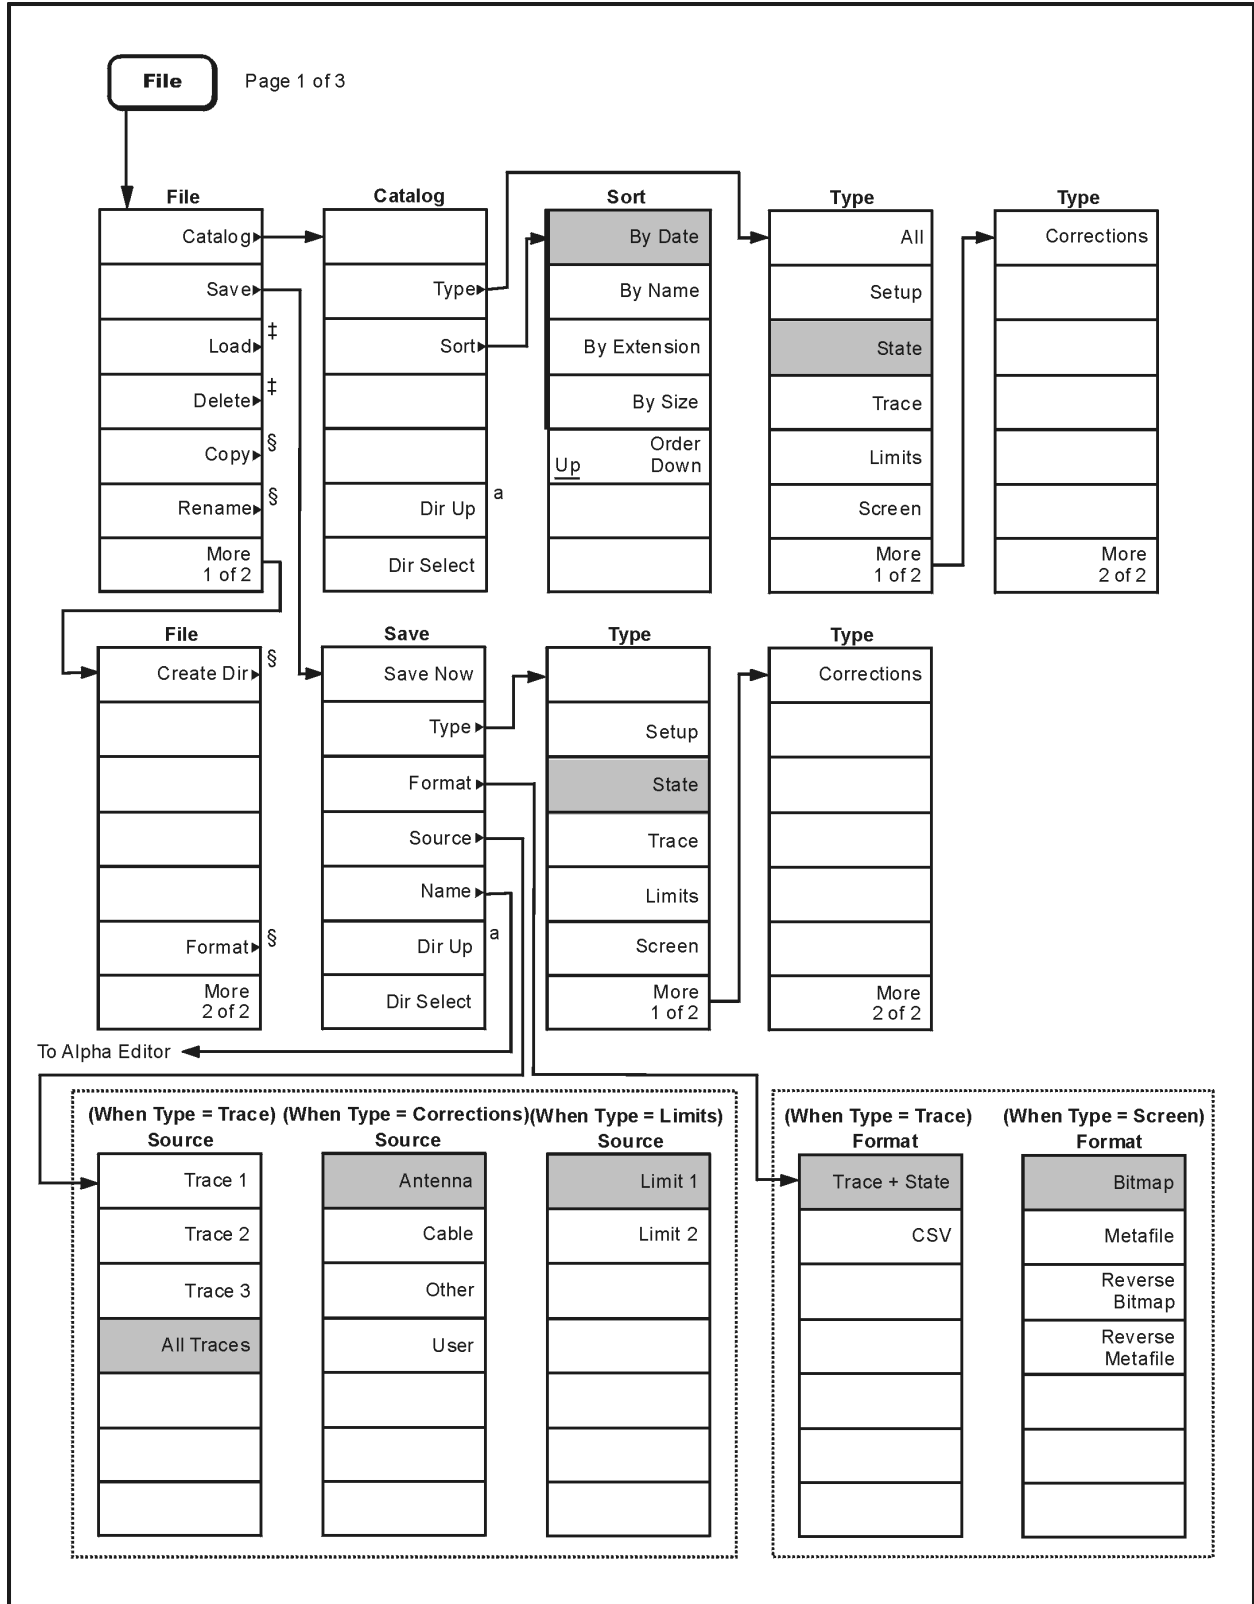 File
Page 1 of 3
File
Catalog
Save
‡
Load
‡
Delete
§
Copy
§
Rename
More
1 of 2
Catalog
Type
Sort
a
Dir Up
Dir Select
Sort
By Date
By Name
By Extension
By Size
Order
Up Down
Type
All
Setup
State
Trace
Limits
Screen
More
1 of 2
Type
Corrections
More
2 of 2
File
§
Create Dir
§
Format
More
2 of 2
Save
Save Now
Type
Format
Source
Name
a
Dir Up
Dir Select
Type
Setup
State
Trace
Limits
Screen
More
1 of 2
Type
Corrections
More
2 of 2
To Alpha Editor
(When Type = Trace)
Source
Trace 1
Trace 2
Trace 3
All Traces
(When Type = Corrections)
Source
Antenna
Cable
Other
User
(When Type = Limits)
Source
Limit 1
Limit 2
(When Type = Trace)
Format
Trace + State
CSV
(When Type = Screen)
Format
Bitmap
Metafile
Reverse
Bitmap
Reverse
Metafile